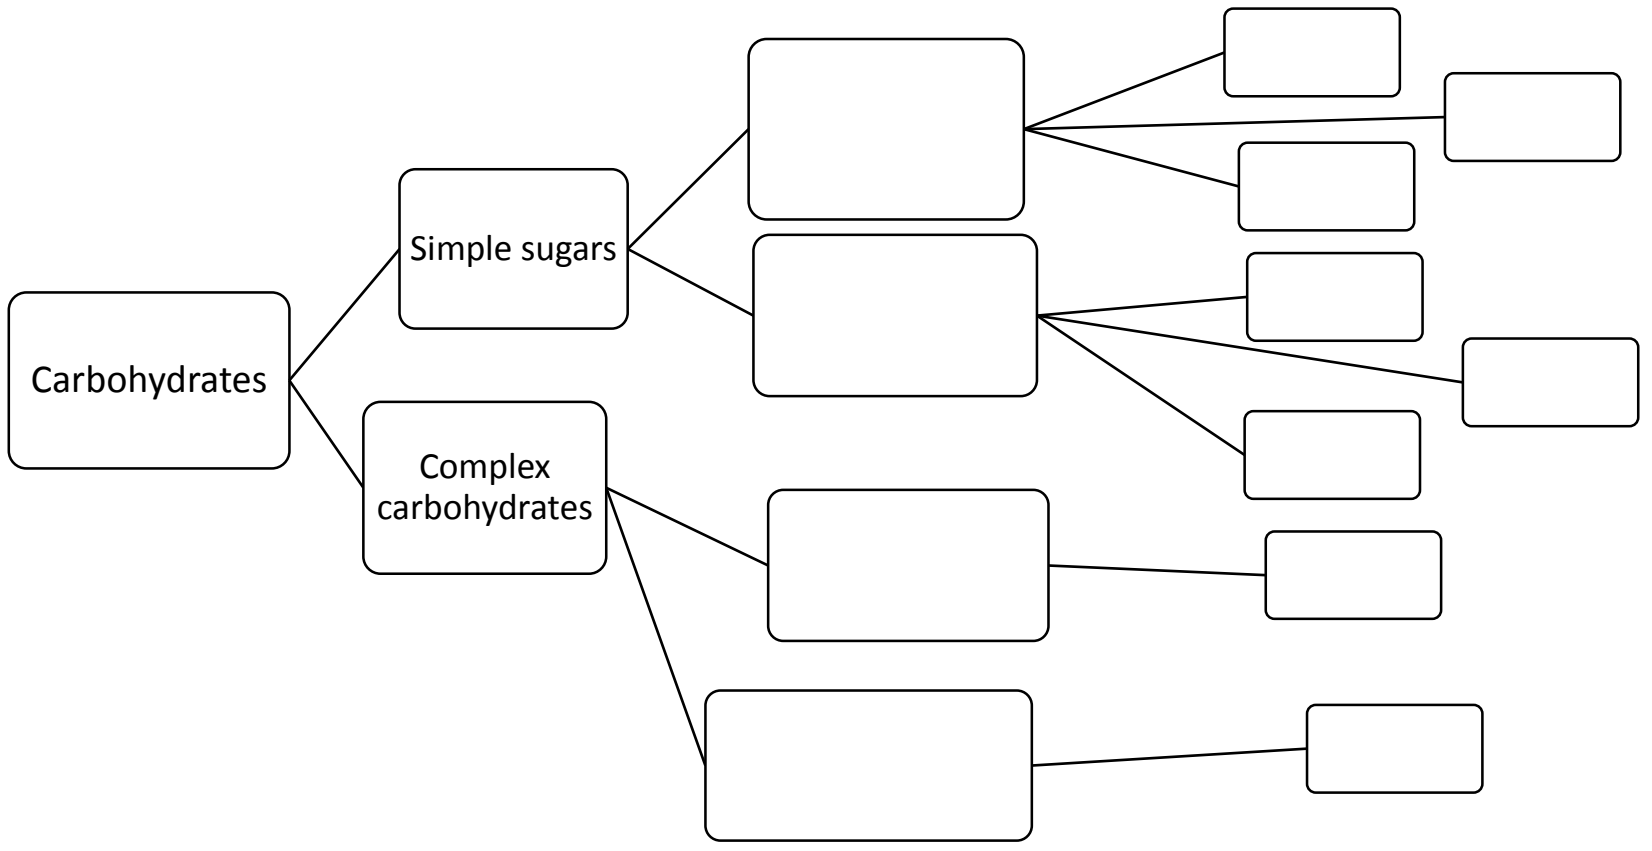 Carbohydrates
Simple sugars
Complex
carbohydrates